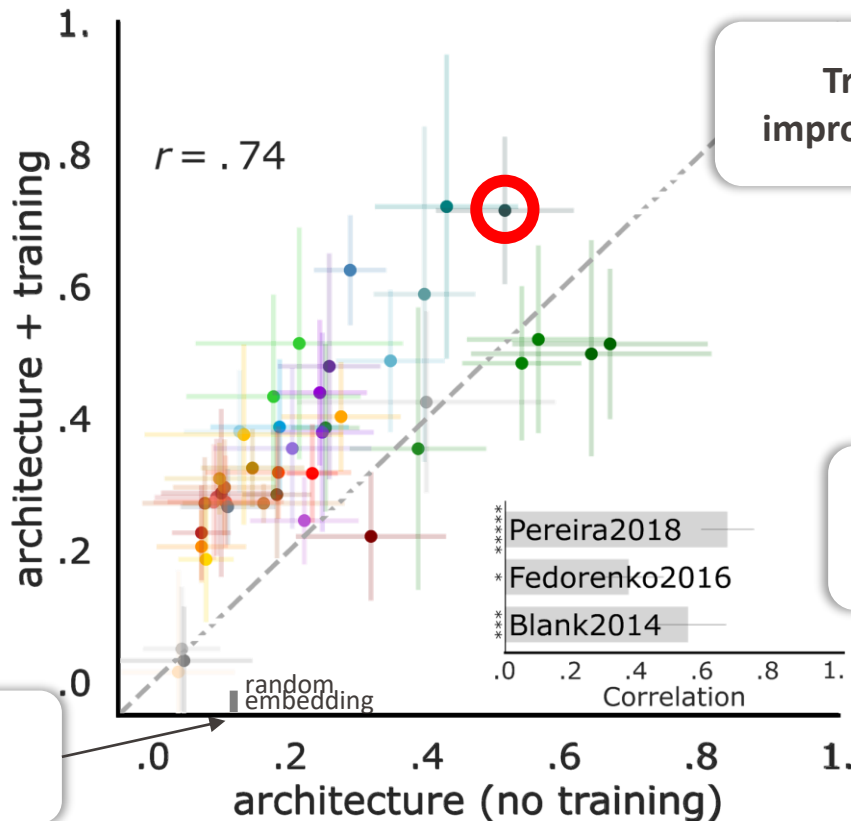 1.
.8
.6
.4
.2
.0
architecture + training
r = .74
Tr
impro
****
Pereira2018
*
Fedorenko2016
***
Blank2014
.0 .2 .4 .6 .8 1.
Correlation
random
embedding
.0 .2 .4 .6 .8 1.
architecture (no training)